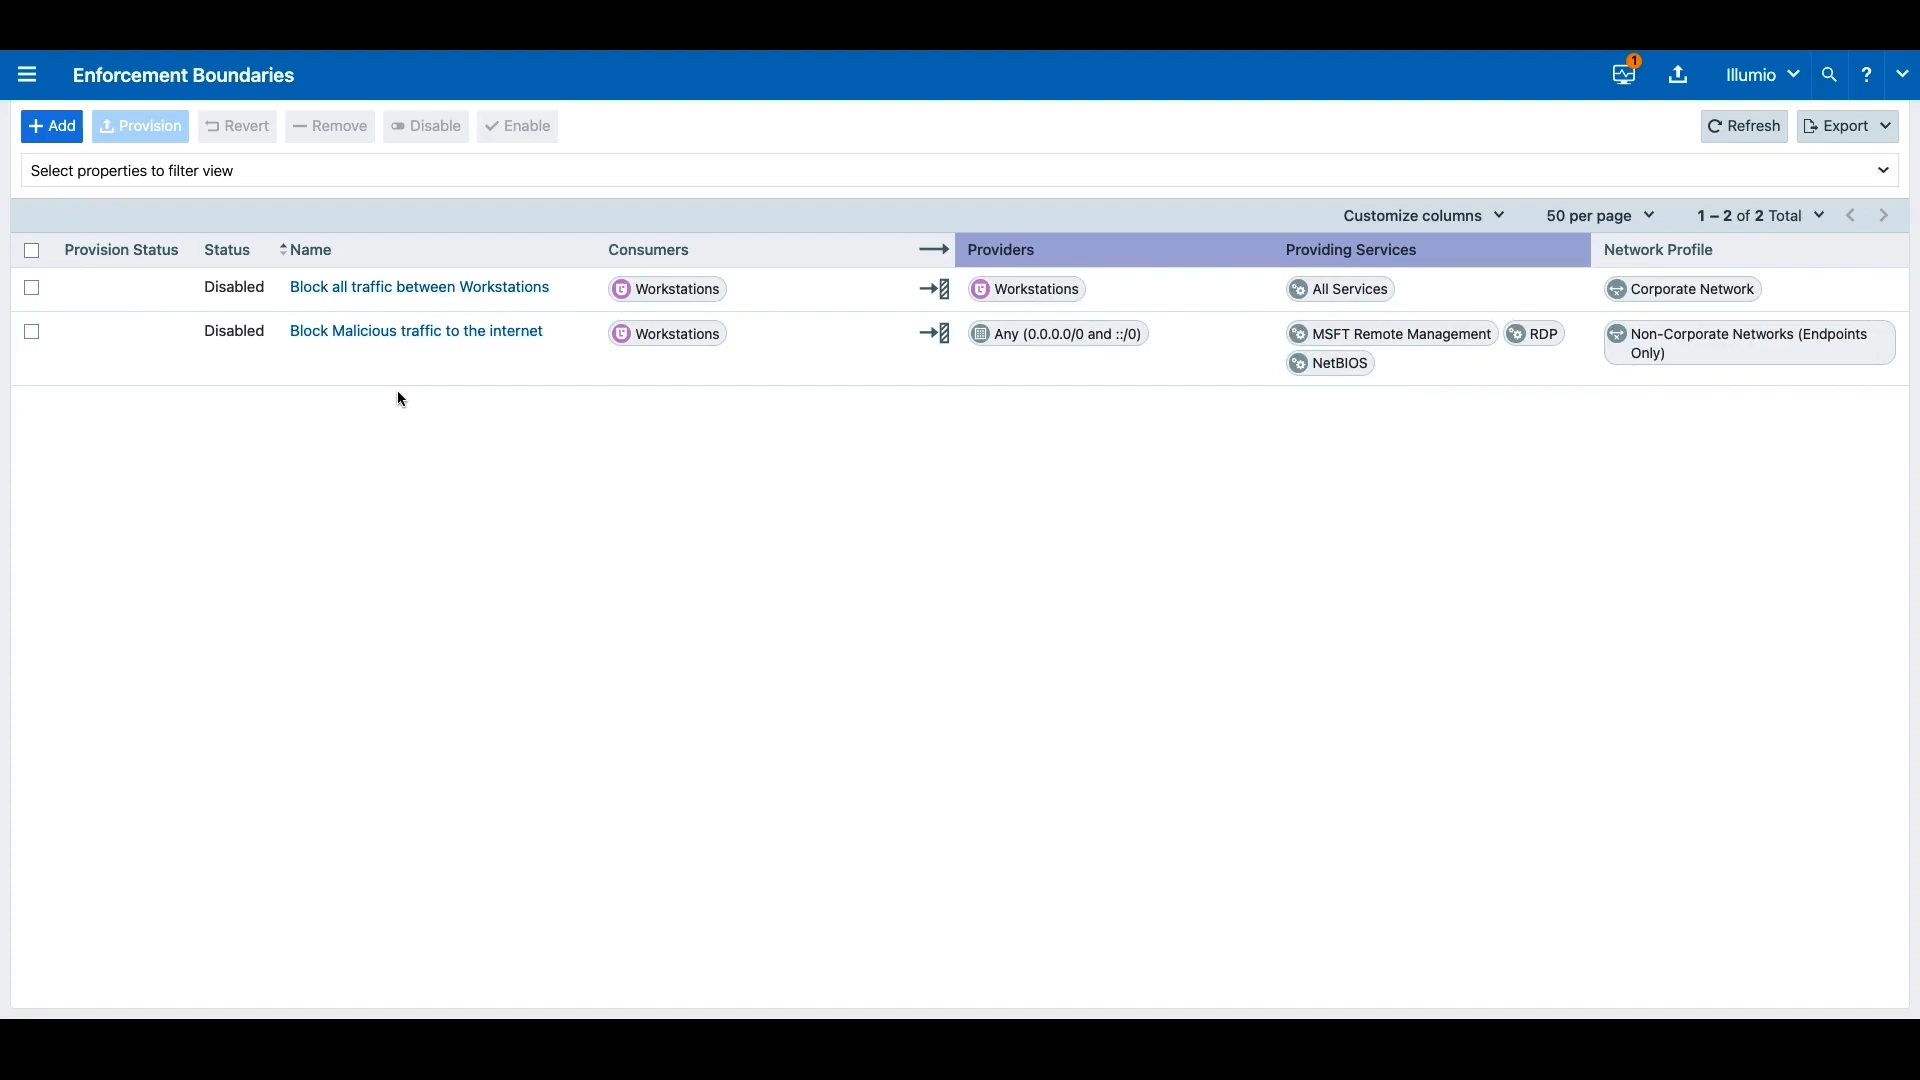 Enforcement Boundaries
1
Illumio
?
+ Add
Provision
Revert
Remove
Disable
Enable
Refresh
Export
Select properties to filter view
Customize columns
50 per page
1 – 2 of 2 Total
Provision Status Status Name Consumers Providers Providing Services Network Profile
Disabled Block all traffic between Workstations Workstations Workstations All Services Corporate Network
Disabled Block Malicious traffic to the internet Workstations Any (0.0.0.0/0 and ::/0) MSFT Remote Management RDP Non-Corporate Networks (Endpoints
NetBIOS Only)